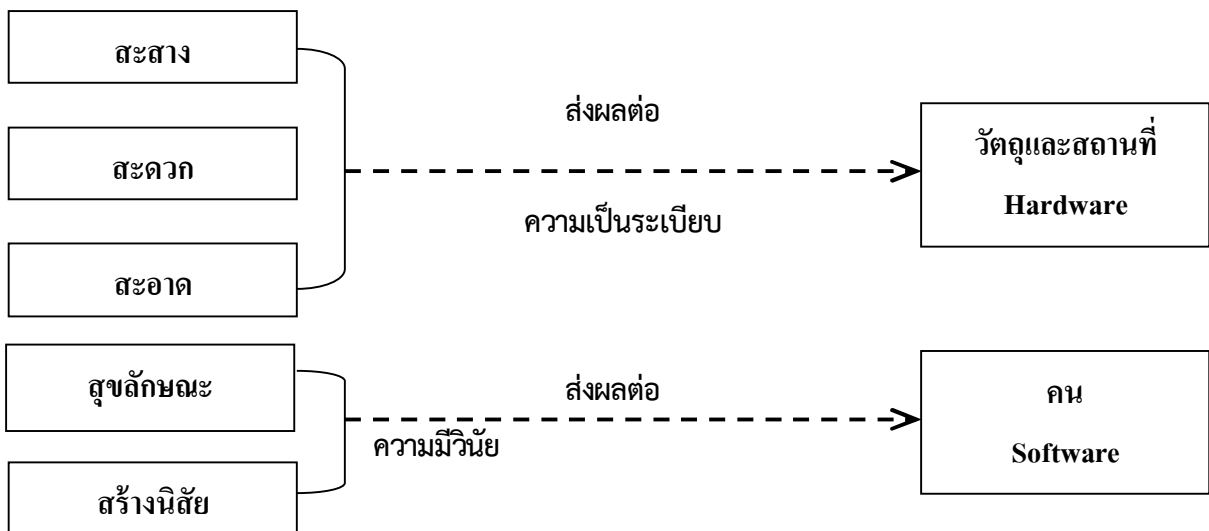 สะสาง
สะดวก
สะอาด
ส่งผลต่อ
ความเป็นระเบียบ
วัตถุและสถานที่
Hardware
สุขลักษณะ
สร้างนิสัย
ส่งผลต่อ
ความมีวินัย
คน
Software